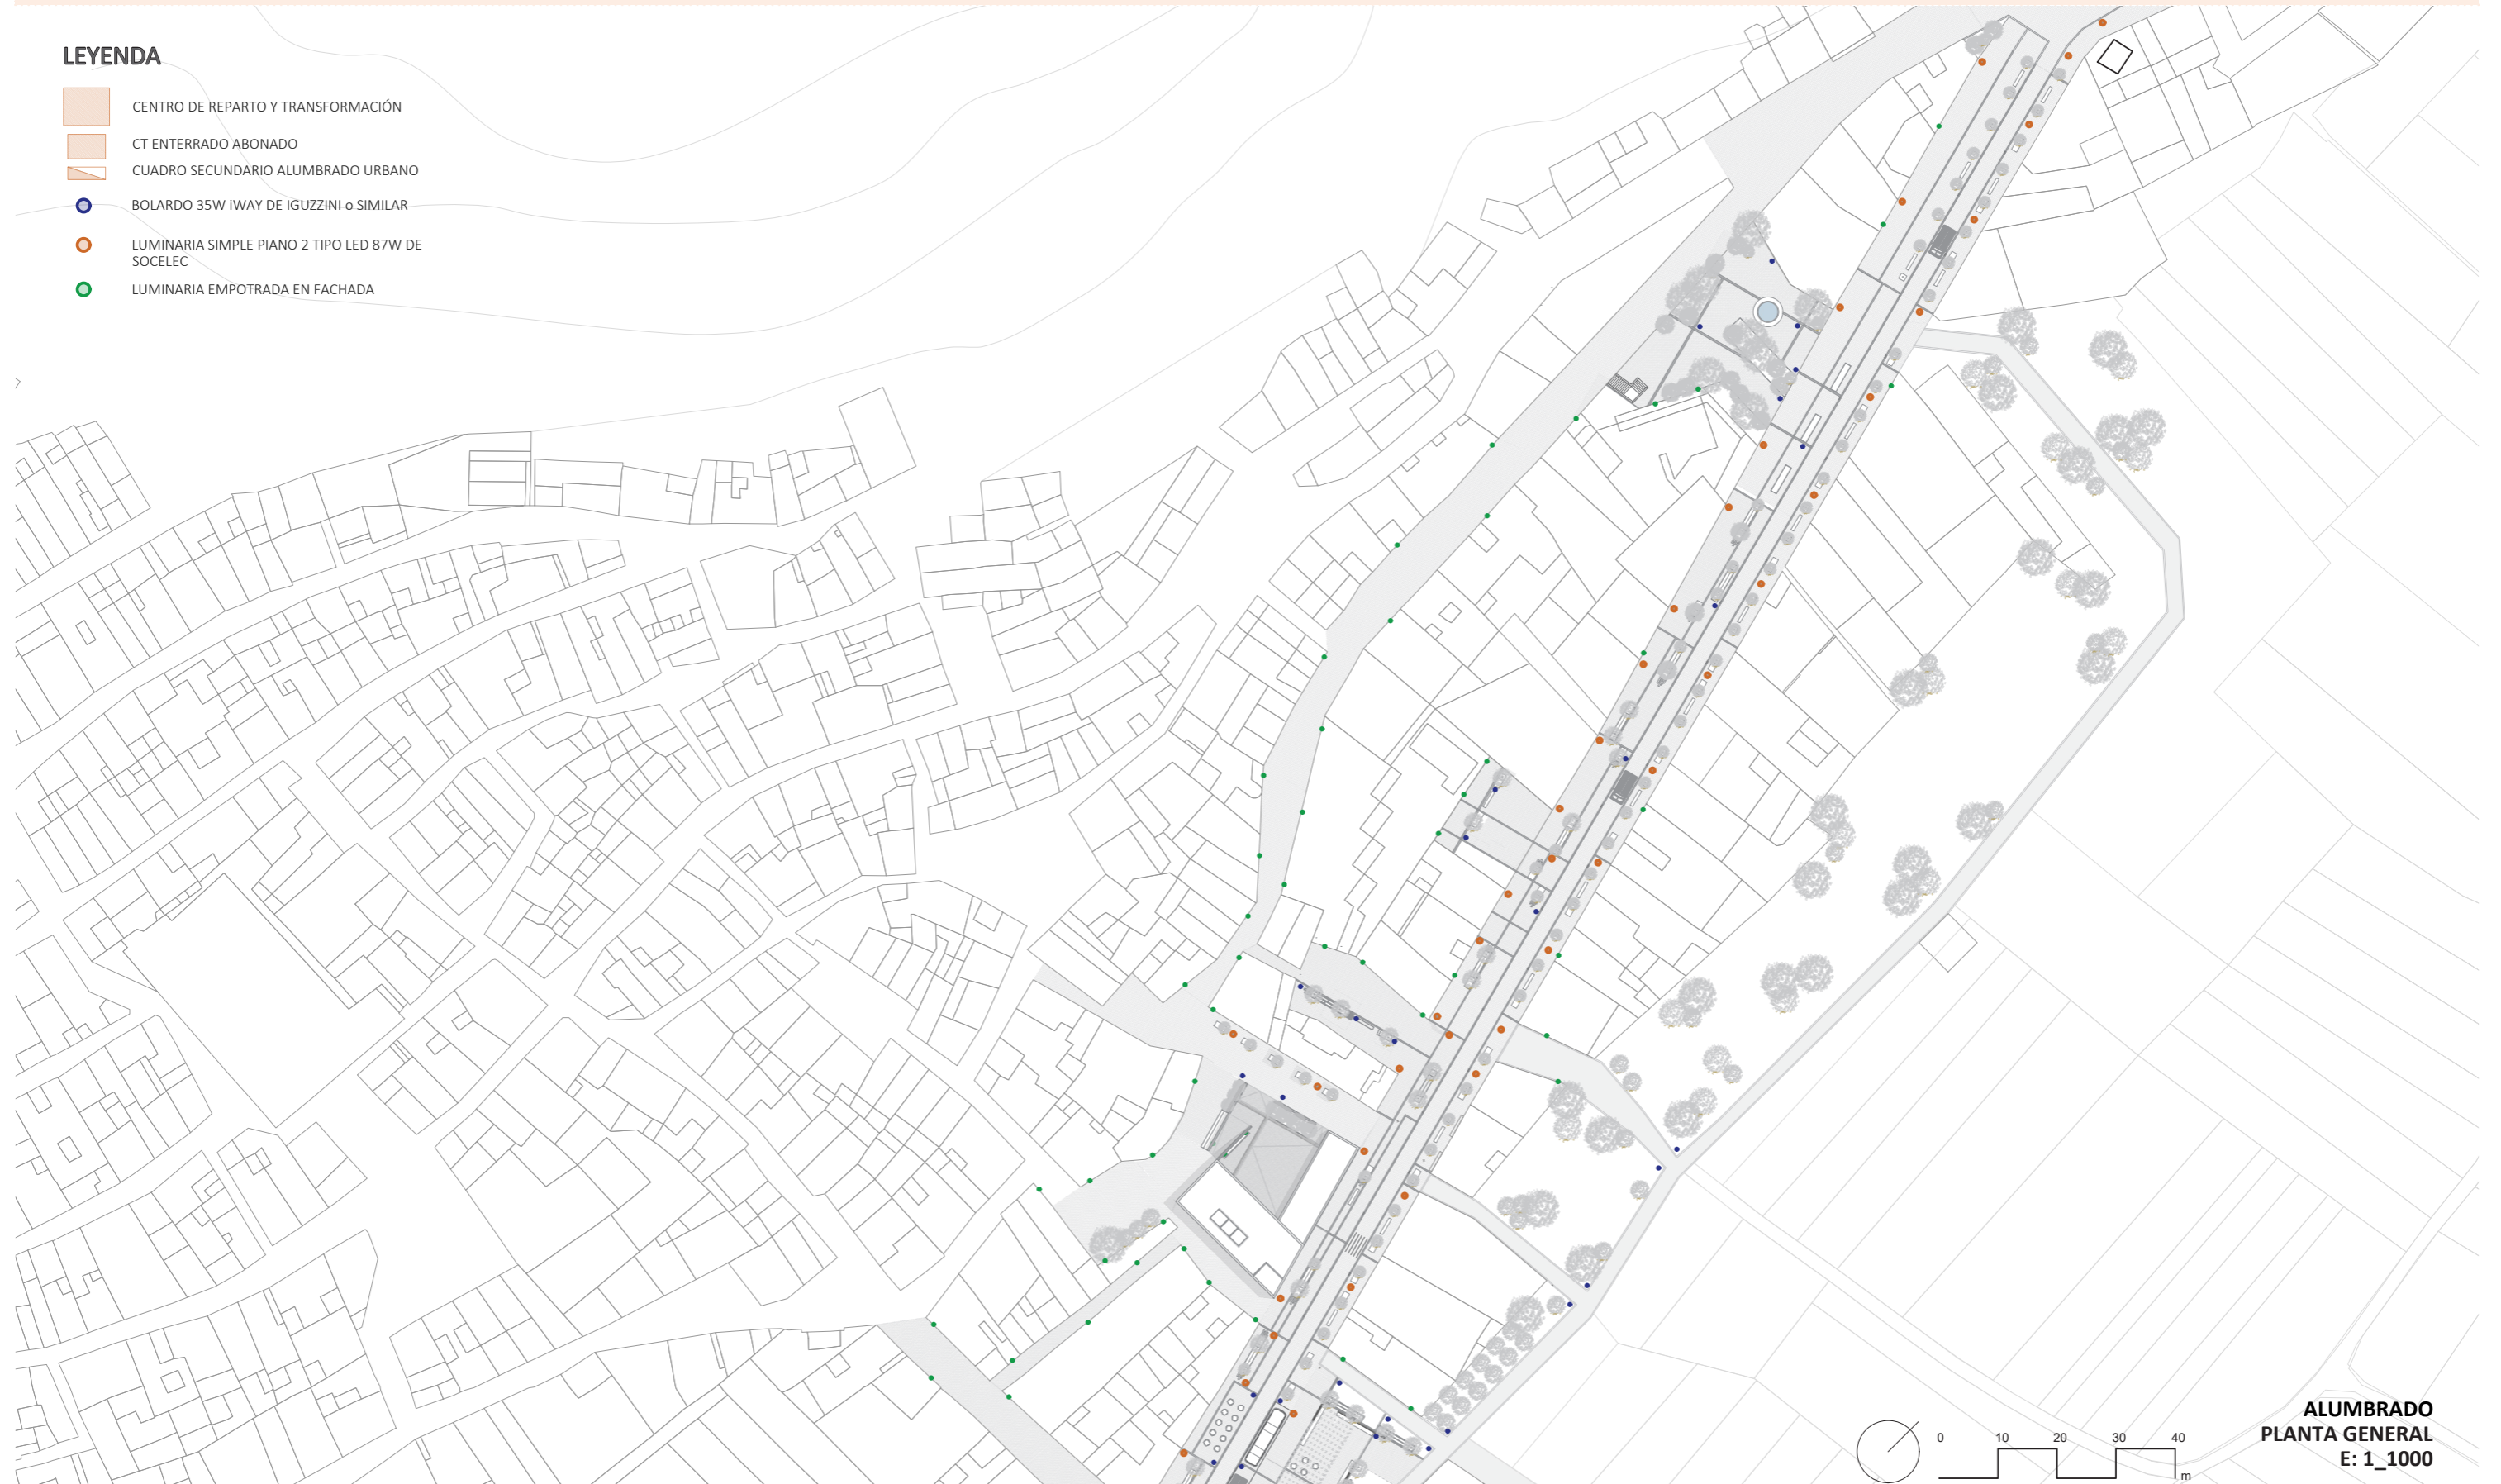 LEYENDA
CENTRO DE REPARTO Y TRANSFORMACIÓN
CT ENTERRADO ABONADO
CUADRO SECUNDARIO ALUMBRADO URBANO
BOLARDO 35W iWAY DE IGUZZINI o SIMILAR
LUMINARIA SIMPLE PIANO 2 TIPO LED 87W DE
SOCELEC
LUMINARIA EMPOTRADA EN FACHADA
0 10 20 30 40
m
ALUMBRADO
PLANTA GENERAL
E: 1_1000